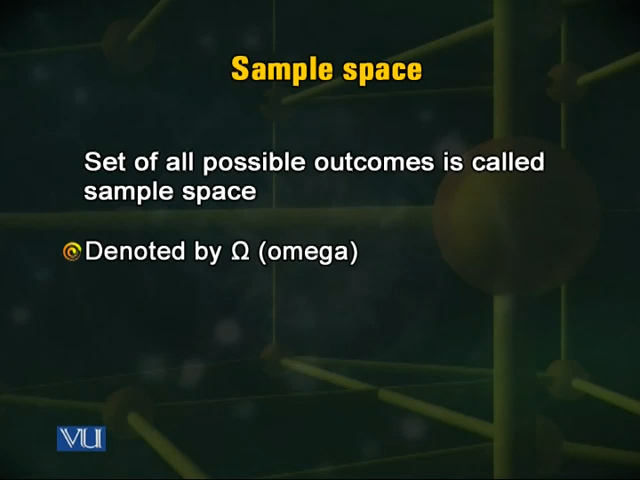 Sample space
Set of all possible outcomes is called
sample space
Denoted by Ω (omega)
VU